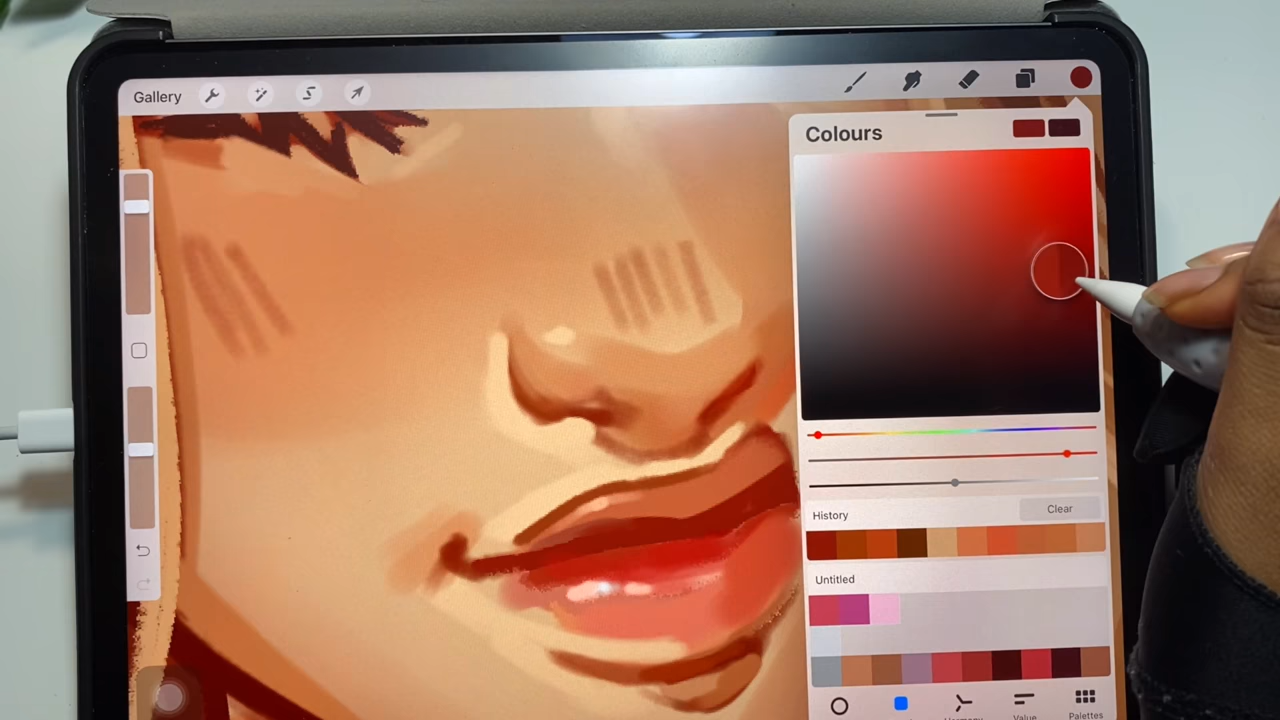 Gallery
Colours
History
Clear
Untitled
Value
Palettes